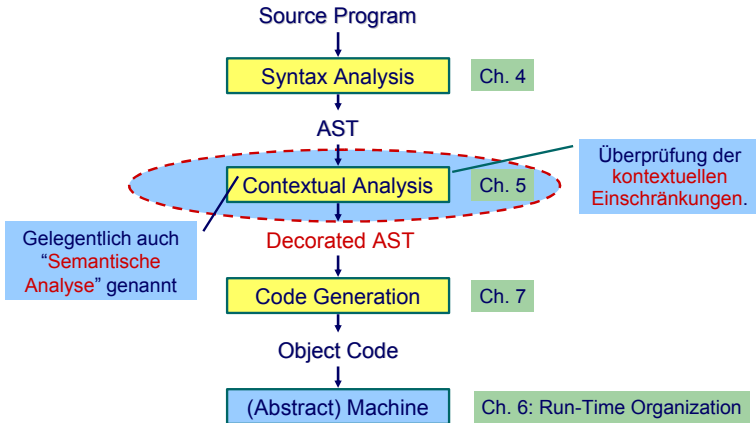 Source Program
Syntax Analysis
Ch. 4
AST
Überprüfung der
kontextuellen
Einschränkungen.
Contextual Analysis
Ch. 5
Gelegentlich auch
“Semantische
Analyse” genannt
Decorated AST
Code Generation
Ch. 7
Object Code
(Abstract) Machine
Ch. 6: Run-Time Organization